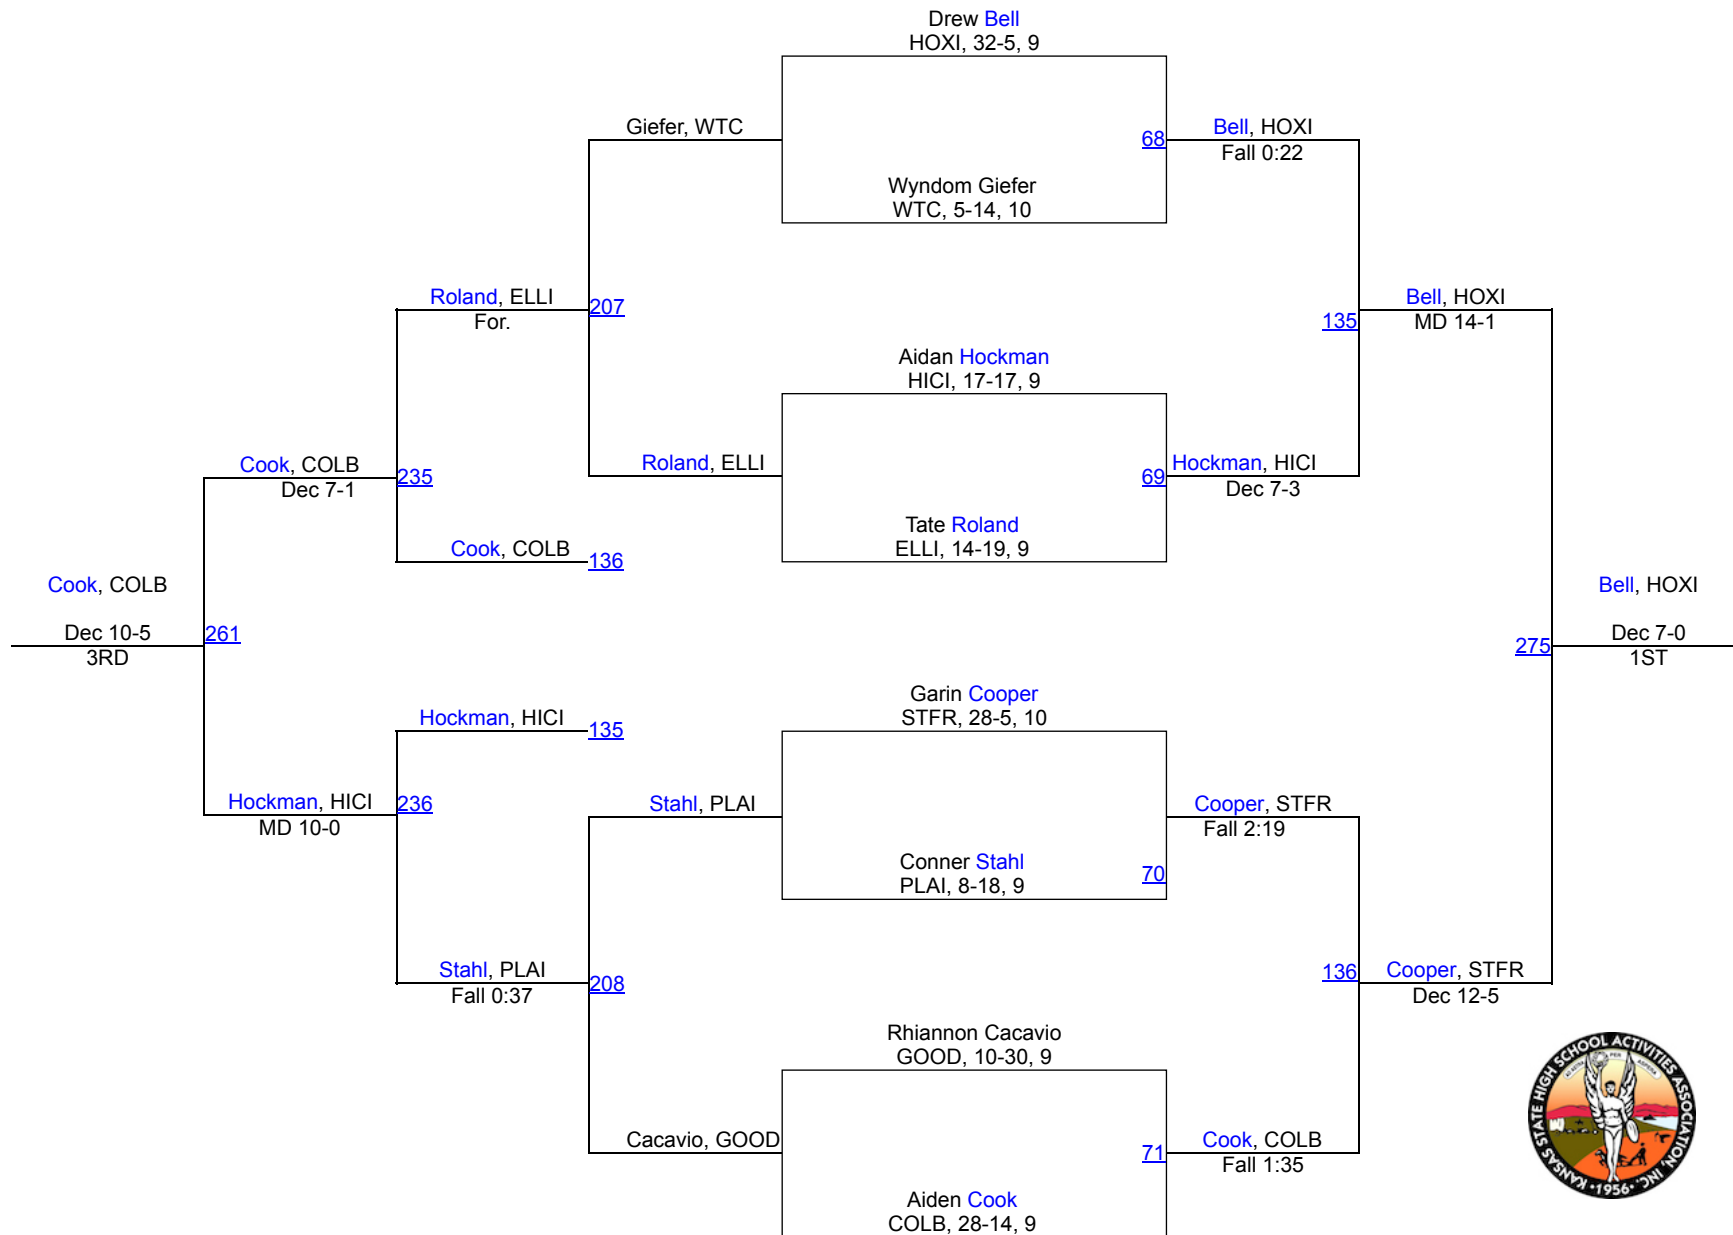 Drew Bell
HOXI, 32-5, 9
Giefer, WTC
68
Bell, HOXI
Fall 0:22
Wyndom Giefer
WTC, 5-14, 10
Roland, ELLI
For.
207
135
Bell, HOXI
MD 14-1
Aidan Hockman
HICI, 17-17, 9
Cook, COLB
Dec 7-1
235
Roland, ELLI
69
Hockman, HICI
Dec 7-3
Tate Roland
ELLI, 14-19, 9
Cook, COLB
136
Cook, COLB
Dec 10-5
3RD
261
Bell, HOXI
275
Dec 7-0
1ST
Garin Cooper
STFR, 28-5, 10
Hockman, HICI
135
Hockman, HICI
MD 10-0
236
Stahl, PLAI
Cooper, STFR
Fall 2:19
Conner Stahl
PLAI, 8-18, 9
70
Stahl, PLAI
Fall 0:37
208
136
Cooper, STFR
Dec 12-5
Rhiannon Cacavio
GOOD, 10-30, 9
Cacavio, GOOD
71
Cook, COLB
Fall 1:35
Aiden Cook
COLB, 28-14, 9
KANSAS STATE HIGH SCHOOL ACTIVITIES ASSOCIATION, INC.
•1956•